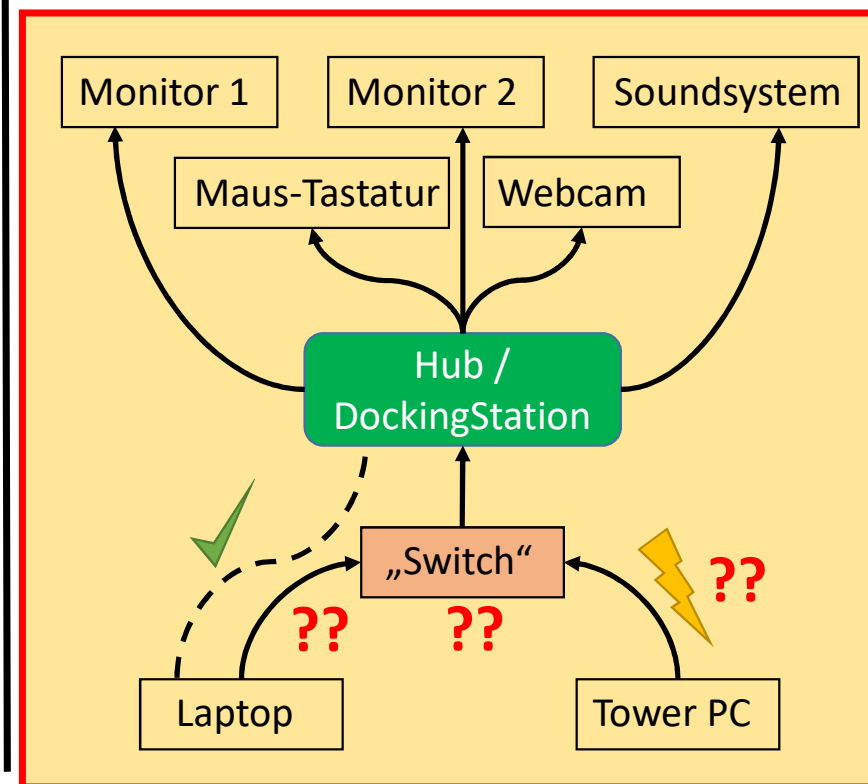 Monitor 1
Monitor 2
Soundsystem
Maus-Tastatur
Webcam
Hub /
DockingStation
„Switch“
??
??
??
Laptop
Tower PC